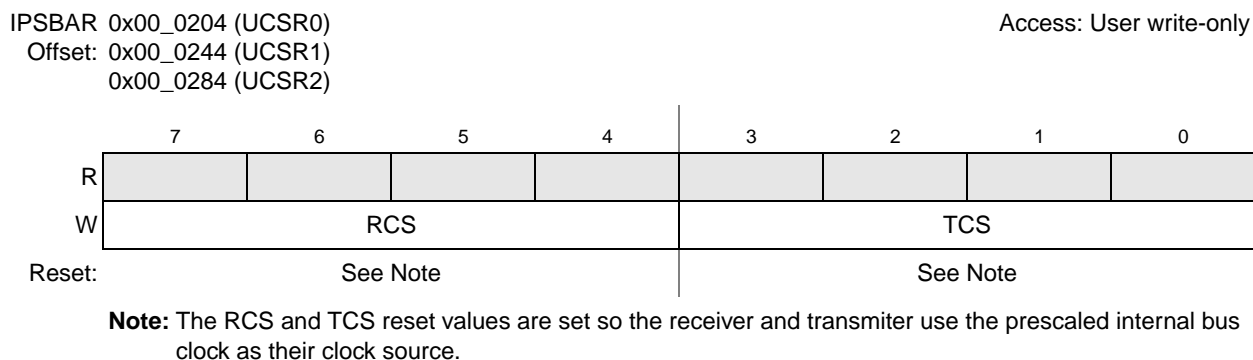 IPSBAR 0x00_0204 (UCSR0) Access: User write-only
Offset: 0x00_0244 (UCSR1)
0x00_0284 (UCSR2)
7 6 5 4 3 2 1 0
R
W RCS TCS
Reset: See Note See Note
Note: The RCS and TCS reset values are set so the receiver and transmiter use the prescaled internal bus
clock as their clock source.